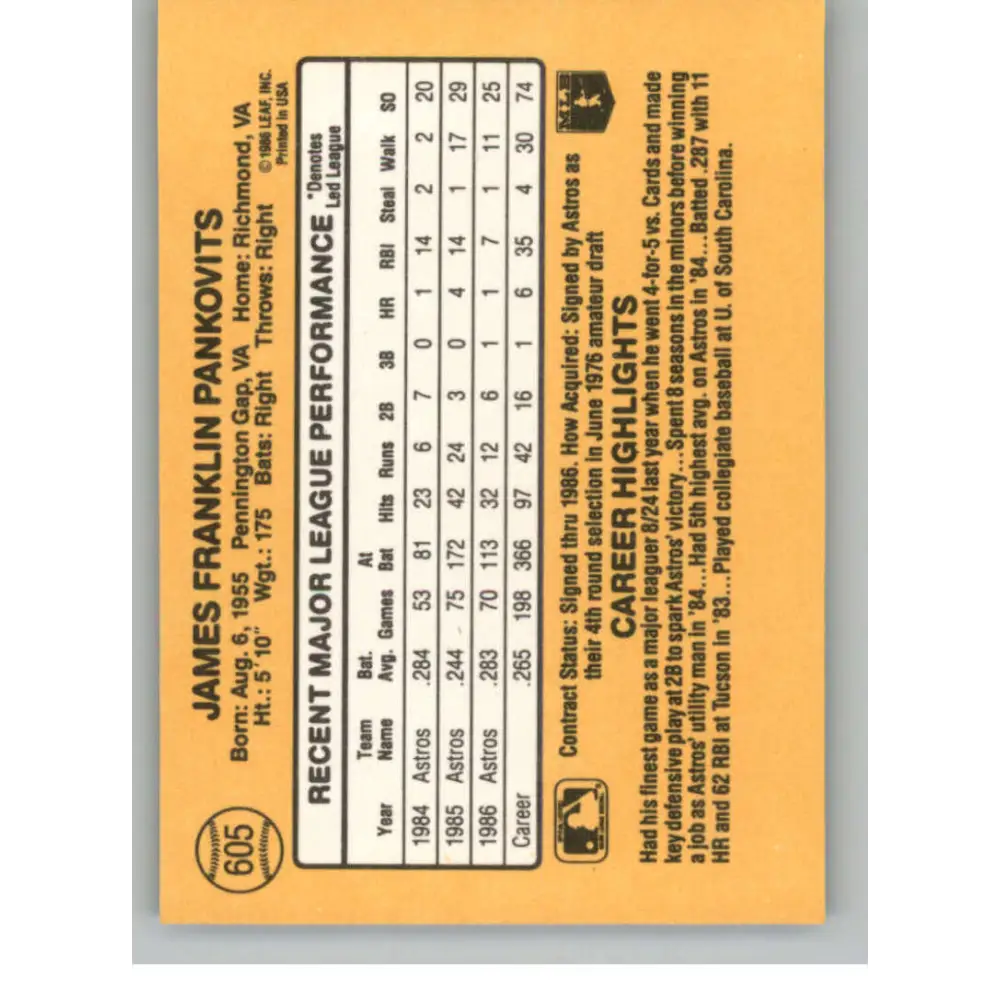 605
JAMES FRANKLIN PANKOVITS
Born: Aug. 6, 1955 Pennington Gap, VA Home: Richmond, VA
Ht.: 5'10" Wgt.: 175 Bats: Right Throws: Right
© 1986 LEAF, INC.
Printed in USA
RECENT MAJOR LEAGUE PERFORMANCE
*Denotes
Led League
Year Team Name Bat. Avg. Games At Bat Hits Runs 2B 3B HR RBI Steal Walk SO
1984 Astros .284 53 81 23 6 7 0 1 14 2 2 20
1985 Astros .244 75 172 42 24 3 0 4 14 1 17 29
1986 Astros .283 70 113 32 12 6 1 1 7 1 11 25
Career .265 198 366 97 42 16 1 6 35 4 30 74
Contract Status: Signed thru 1986. How Acquired: Signed by Astros as
their 4th round selection in June 1976 amateur draft
MLB
CAREER HIGHLIGHTS
Had his finest game as a major leaguer 8/24 last year when he went 4-for-5 vs. Cards and made
key defensive play at 2B to spark Astros' victory...Spent 8 seasons in the minors before winning
a job as Astros' utility man in '84...Had 5th highest avg. on Astros in '84...Batted .287 with 11
HR and 62 RBI at Tucson in '83...Played collegiate baseball at U. of South Carolina.